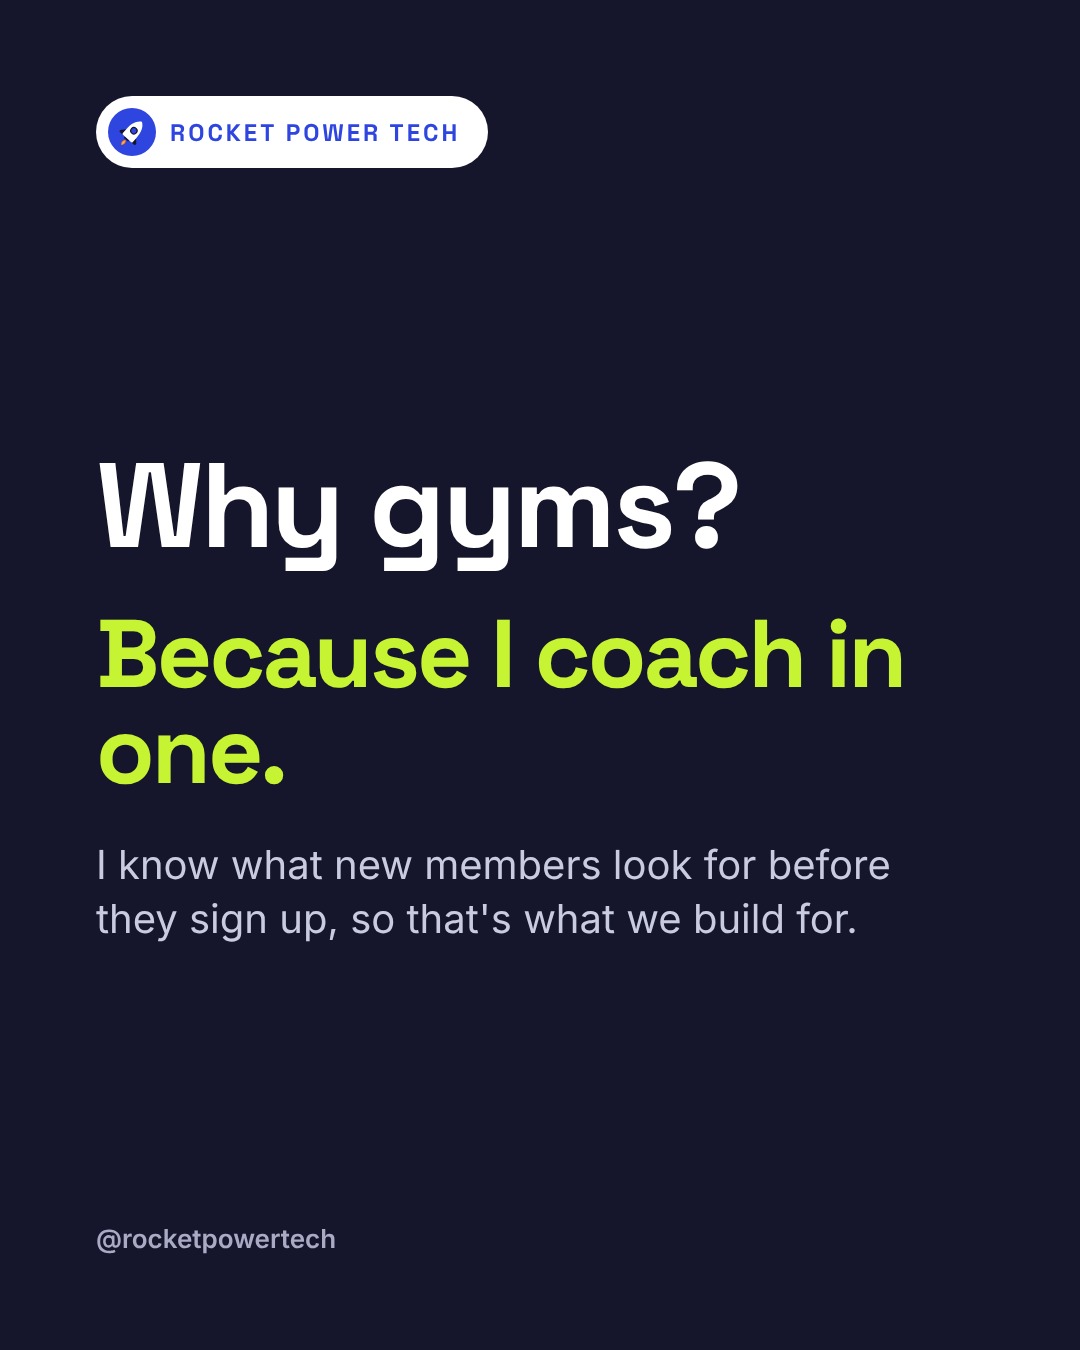 ROCKET POWER TECH
Why gyms?
Because I coach in
one.
I know what new members look for before
they sign up, so that's what we build for.
@rocketpowertech